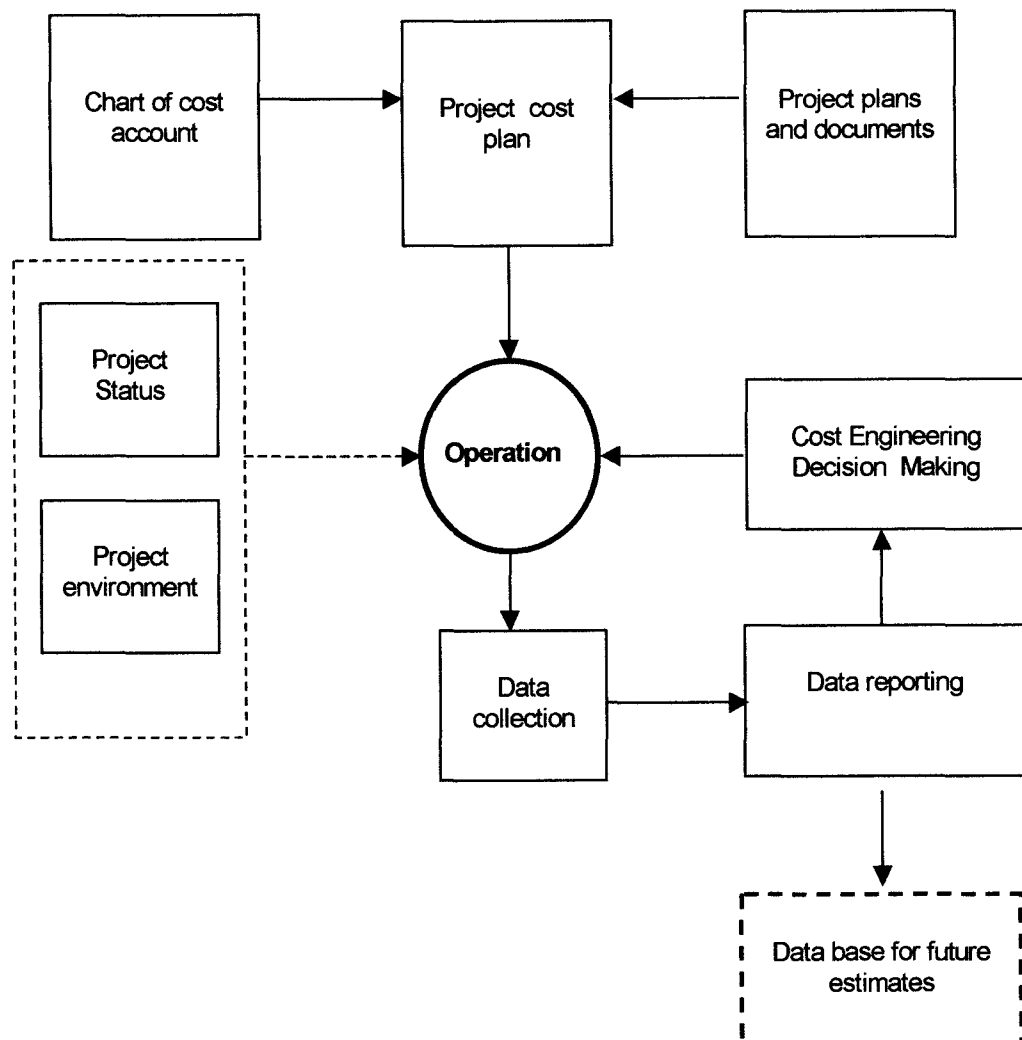 Chart of cost
account
Project cost
plan
Project plans
and documents
Project
Status
Project
environment
Operation
Cost Engineering
Decision Making
Data
collection
Data reporting
Data base for future
estimates